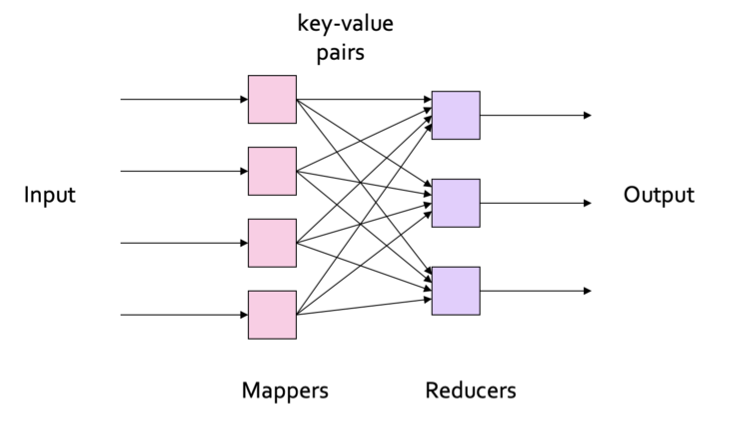 key-value
pairs
Input
Output
Mappers
Reducers